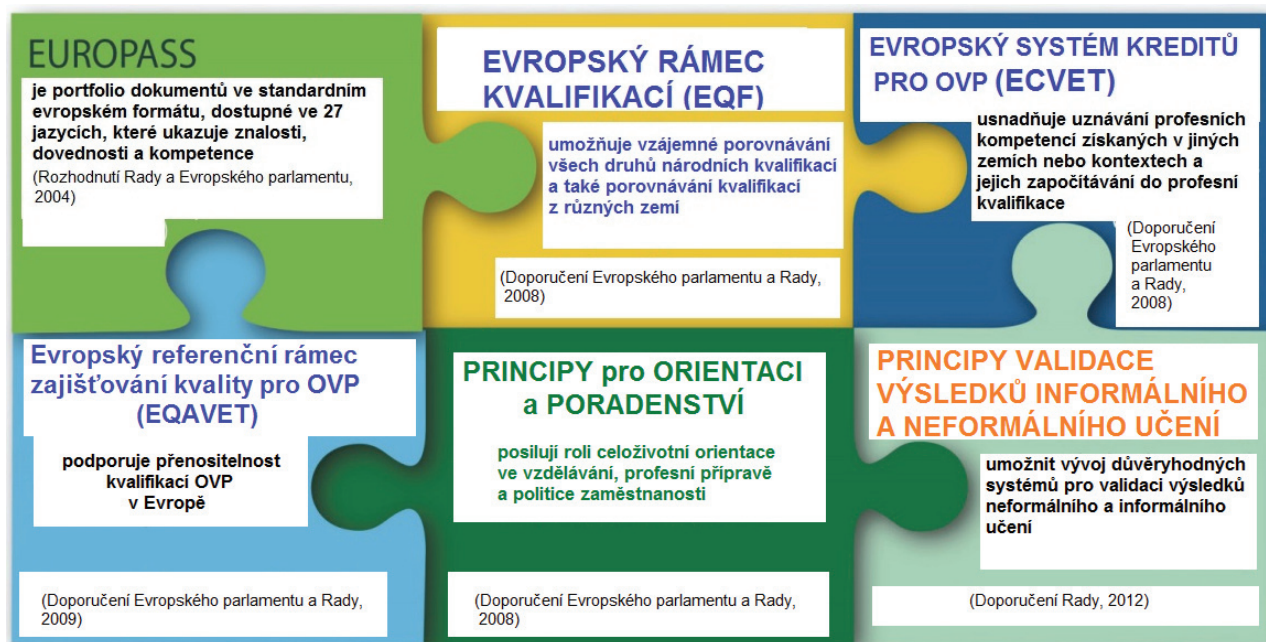 EUROPASS
je portfolio dokumentů ve standardním
evropském formátu, dostupné ve 27
jazycích, které ukazuje znalosti,
dovednosti a kompetence
(Rozhodnutí Rady a Evropského parlamentu,
2004)
EVROPSKÝ RÁMEC
KVALIFIKACÍ (EQF)
umožňuje vzájemné porovnávání
všech druhů národních kvalifikací
a také porovnávání kvalifikací
z různých zemí
(Doporučení Evropského parlamentu a Rady,
2008)
EVROPSKÝ SYSTÉM KREDITŮ
PRO OVP (ECVET)
usnadňuje uznávání profesních
kompetencí získaných v jiných
zemích nebo kontextech a
jejich započítávání do profesní
kvalifikace
(Doporučení
Evropského
parlamentu
a Rady,
2008)
Evropský referenční rámec
zajišťování kvality pro OVP
(EQAVET)
podporuje přenositelnost
kvalifikací OVP
v Evropě
(Doporučení Evropského parlamentu a Rady,
2009)
PRINCIPY pro ORIENTACI
a PORADENSTVÍ
posilují roli celoživotní orientace
ve vzdělávání, profesní přípravě
a politice zaměstnanosti
(Doporučení Evropského parlamentu a Rady,
2008)
PRINCIPY VALIDACE
VÝSLEDKŮ INFORMÁLNÍHO
A NEFORMÁLNÍHO UČENÍ
umožnit vývoj důvěryhodných
systémů pro validaci výsledků
neformálního a informálního
učení
(Doporučení Rady, 2012)